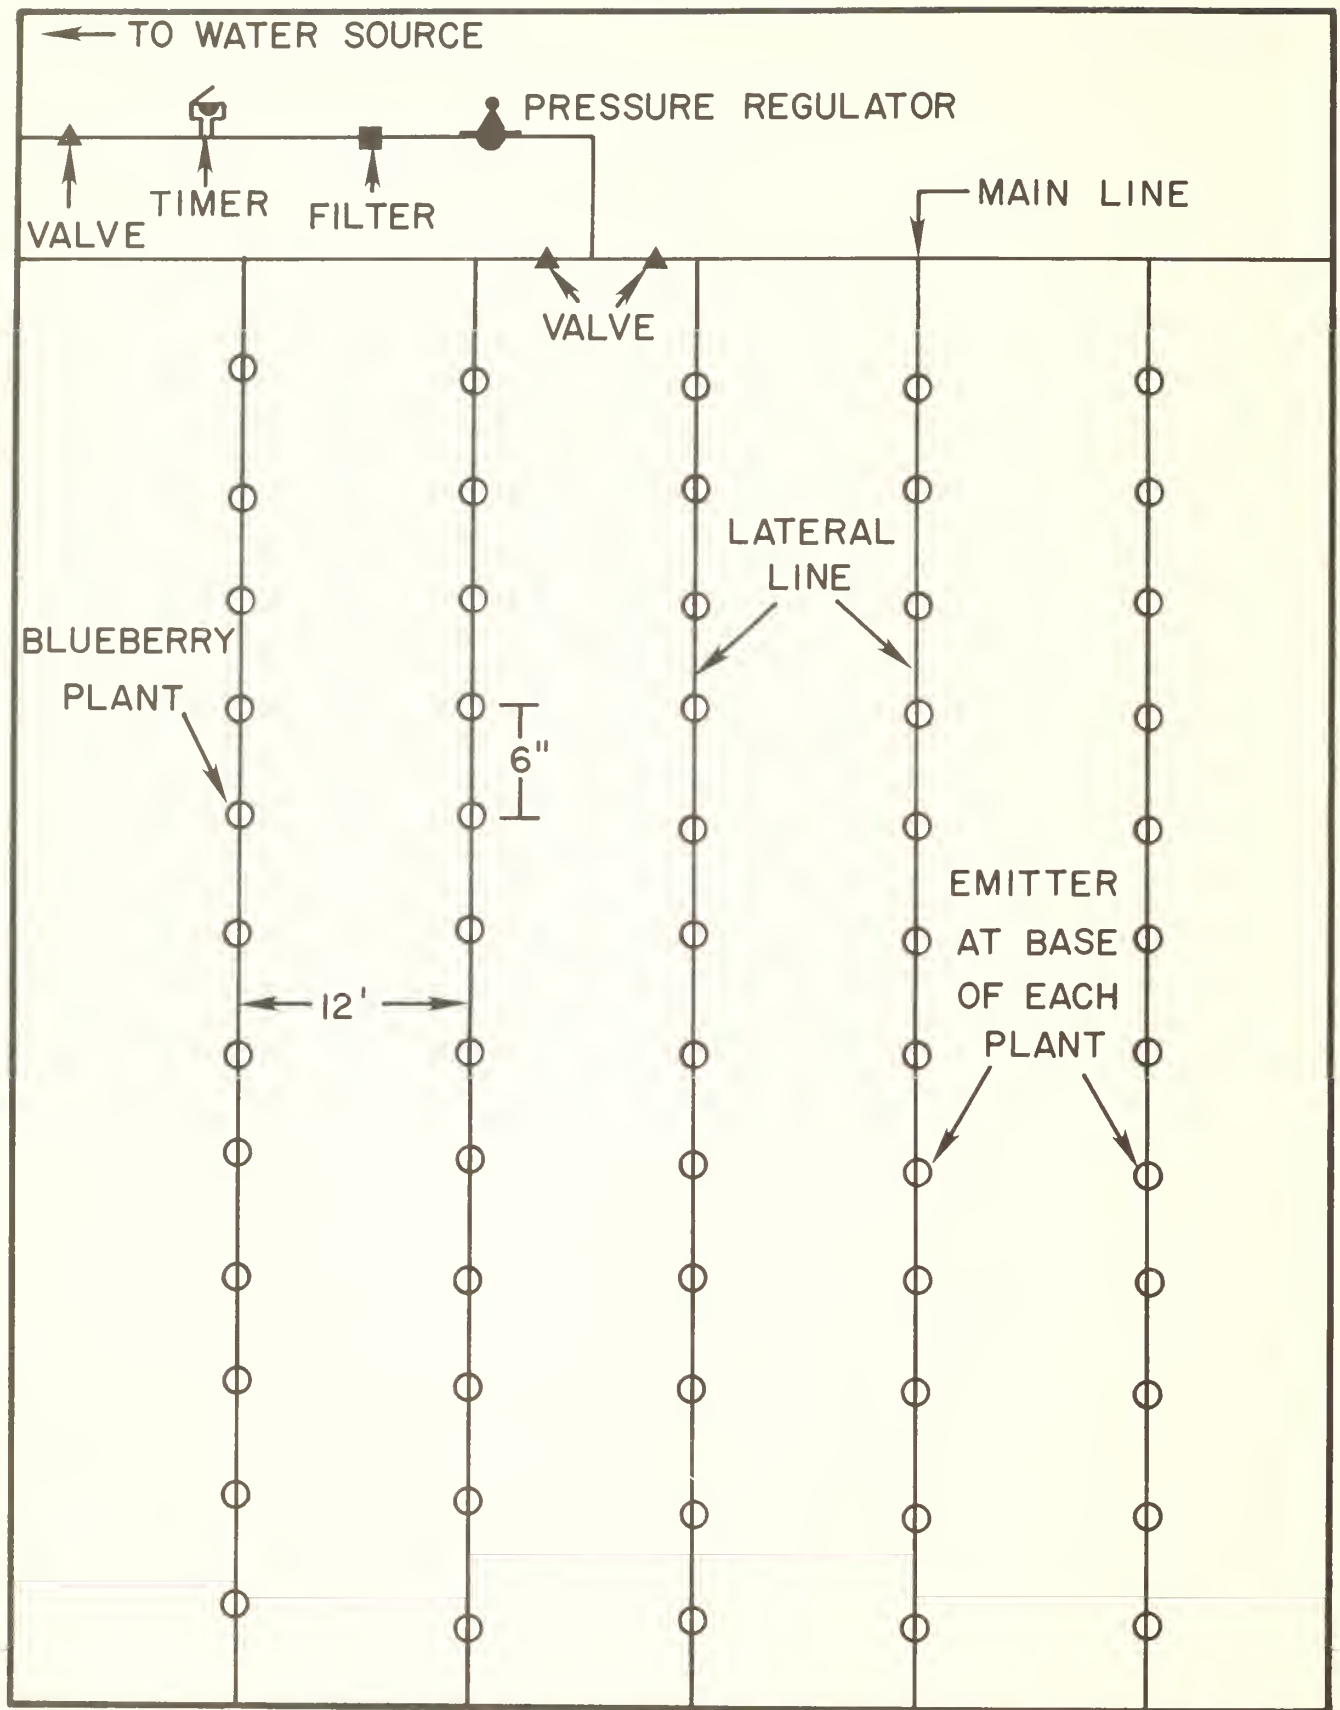 TO WATER SOURCE
PRESSURE REGULATOR
TIMER
FILTER
VALVE
MAIN LINE
VALVE
LATERAL
LINE
BLUEBERRY
PLANT
6"
EMITTER
AT BASE
OF EACH
PLANT
12'